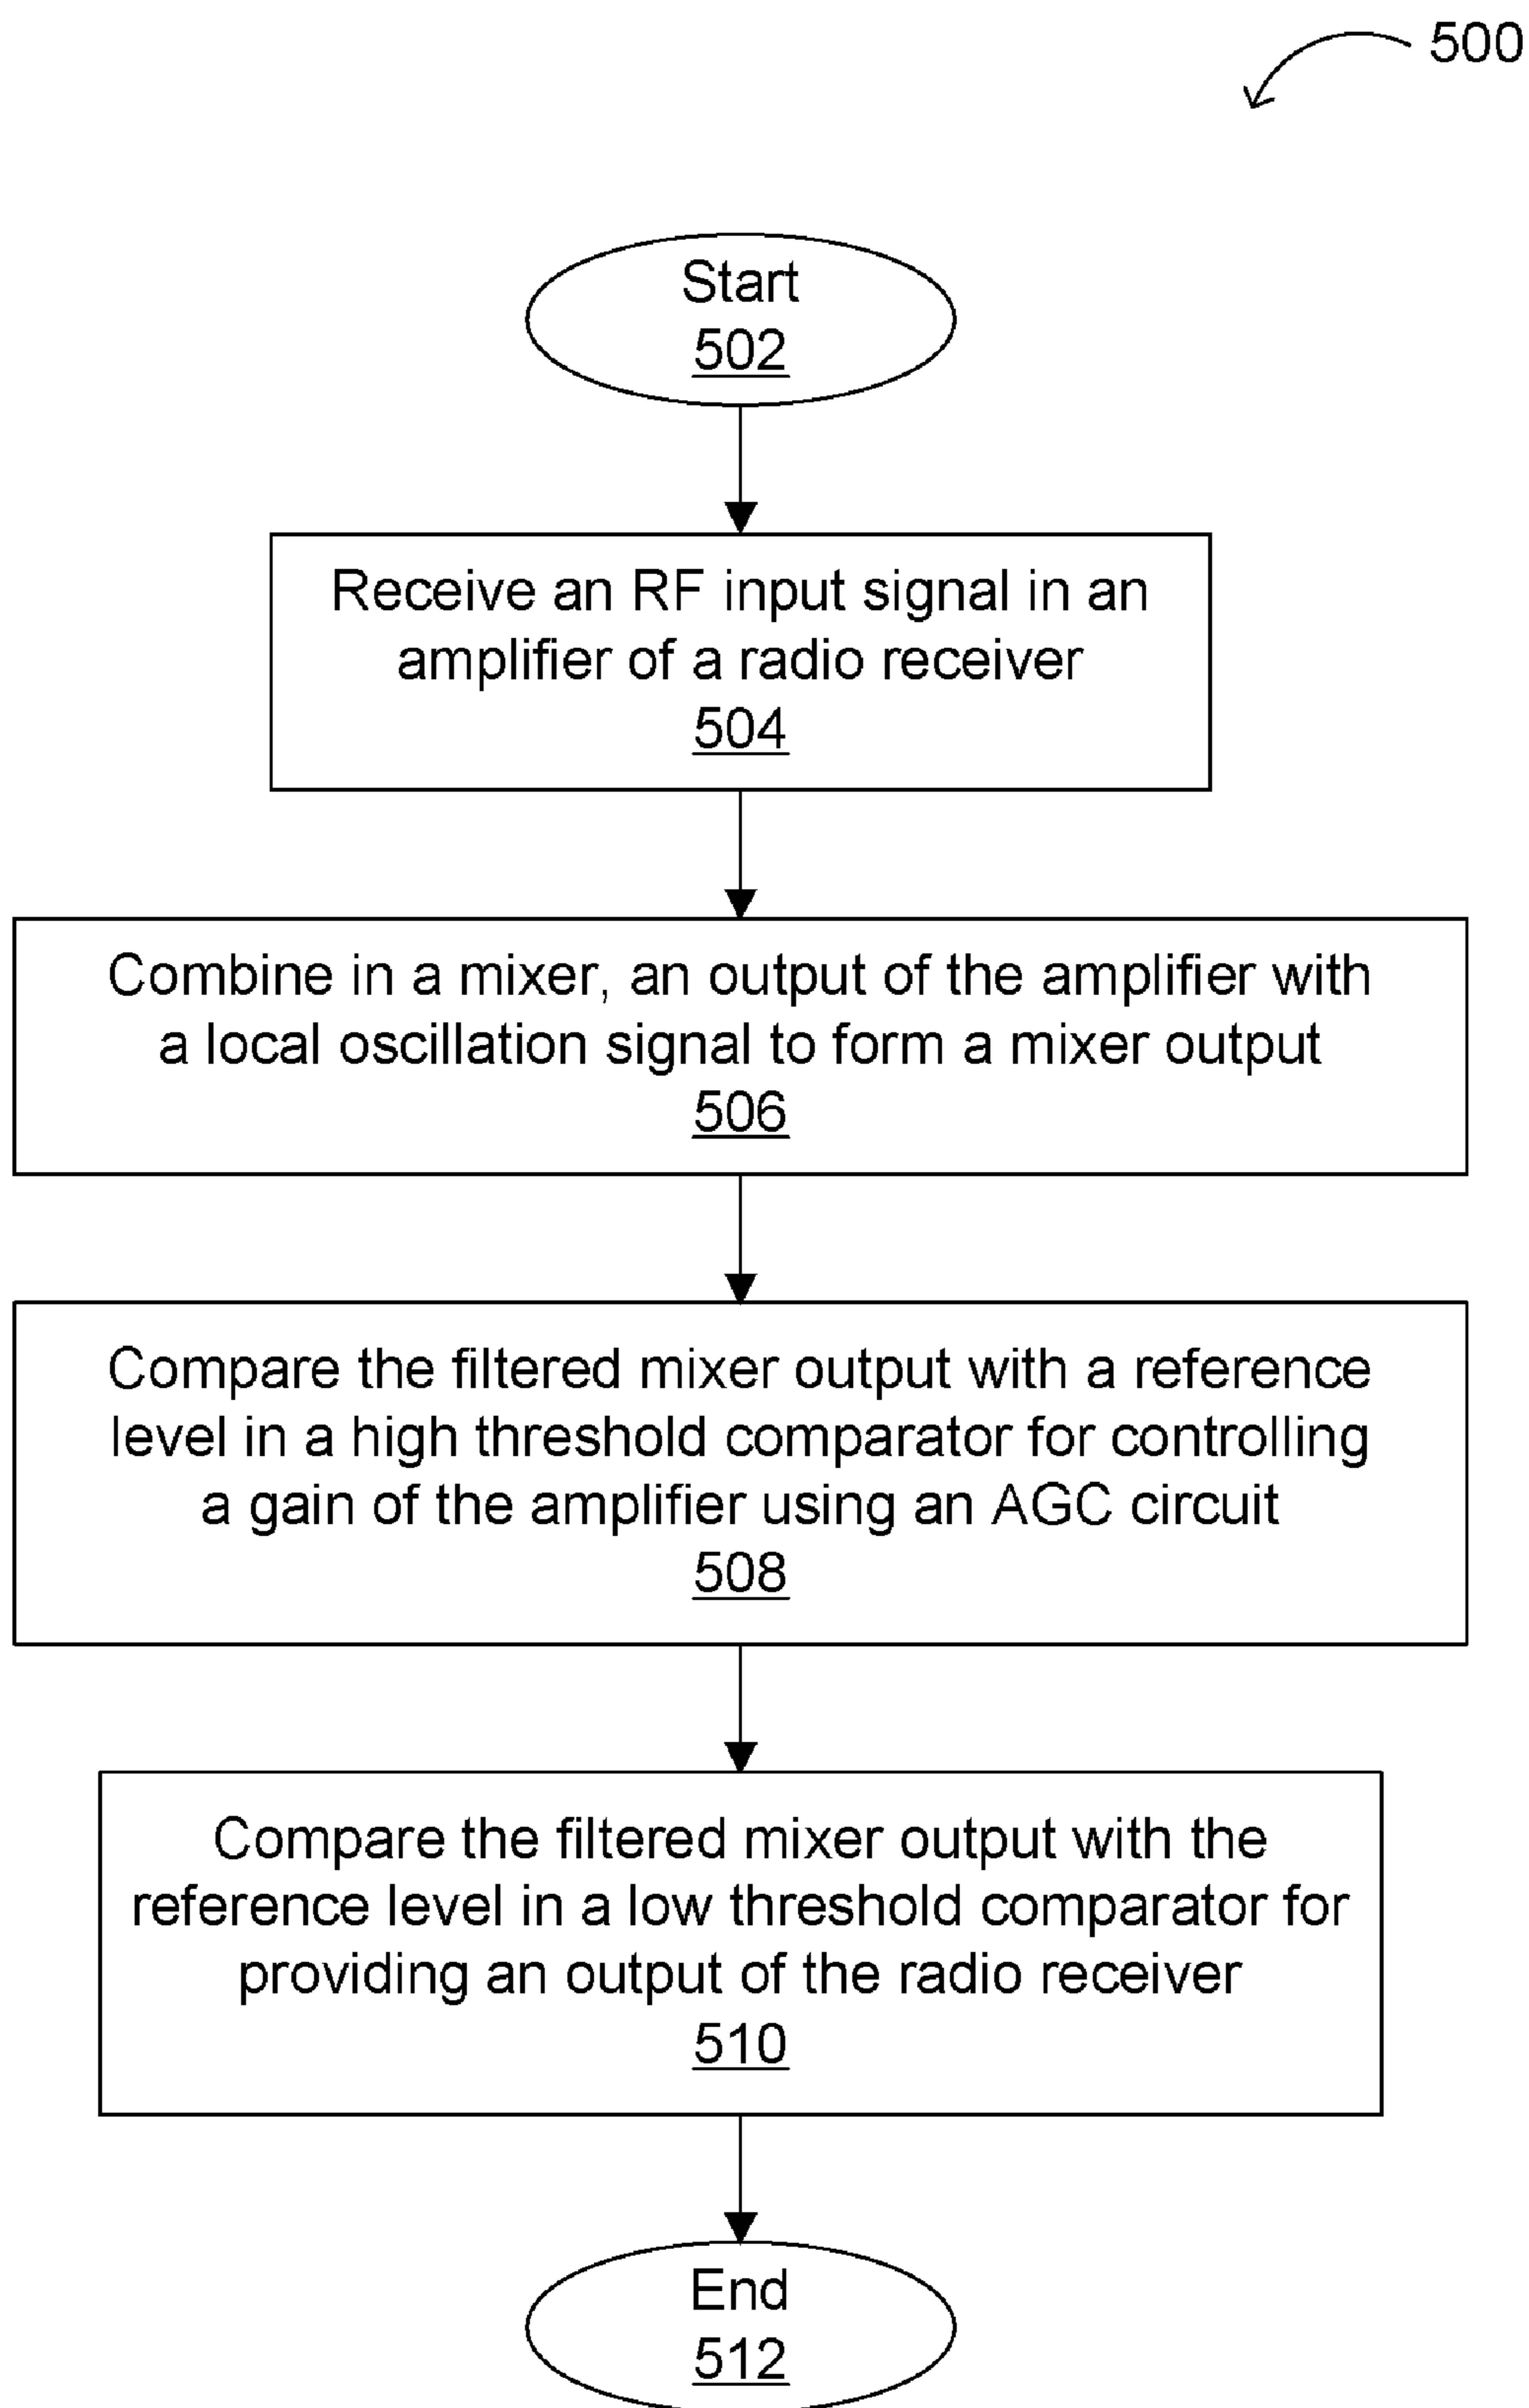 500
Start
502
Receive an RF input signal in an
amplifier of a radio receiver
504
Combine in a mixer, an output of the amplifier with
a local oscillation signal to form a mixer output
506
Compare the filtered mixer output with a reference
level in a high threshold comparator for controlling
a gain of the amplifier using an AGC circuit
508
Compare the filtered mixer output with the
reference level in a low threshold comparator for
providing an output of the radio receiver
510
End
512